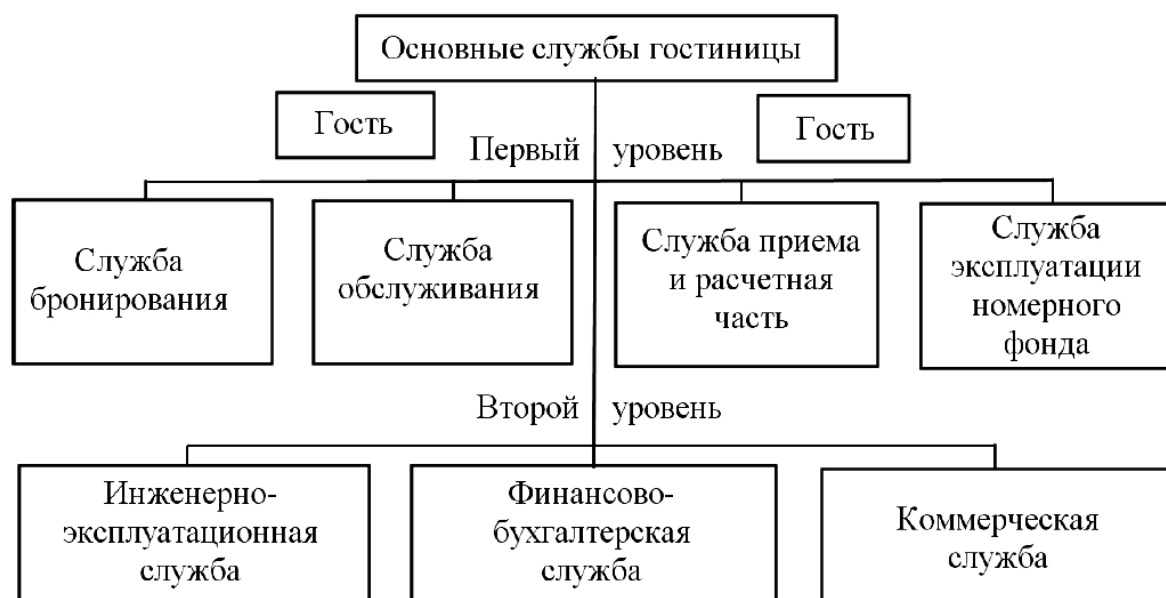 Основные службы гостиницы
Гость
Гость
Первый уровень
Служба
бронирования
Служба
обслуживания
Служба приема
и расчетная
часть
Служба
эксплуатации
номерного
фонда
Второй уровень
Инженерно-
эксплуатационная
служба
Финансово-
бухгалтерская
служба
Коммерческая
служба